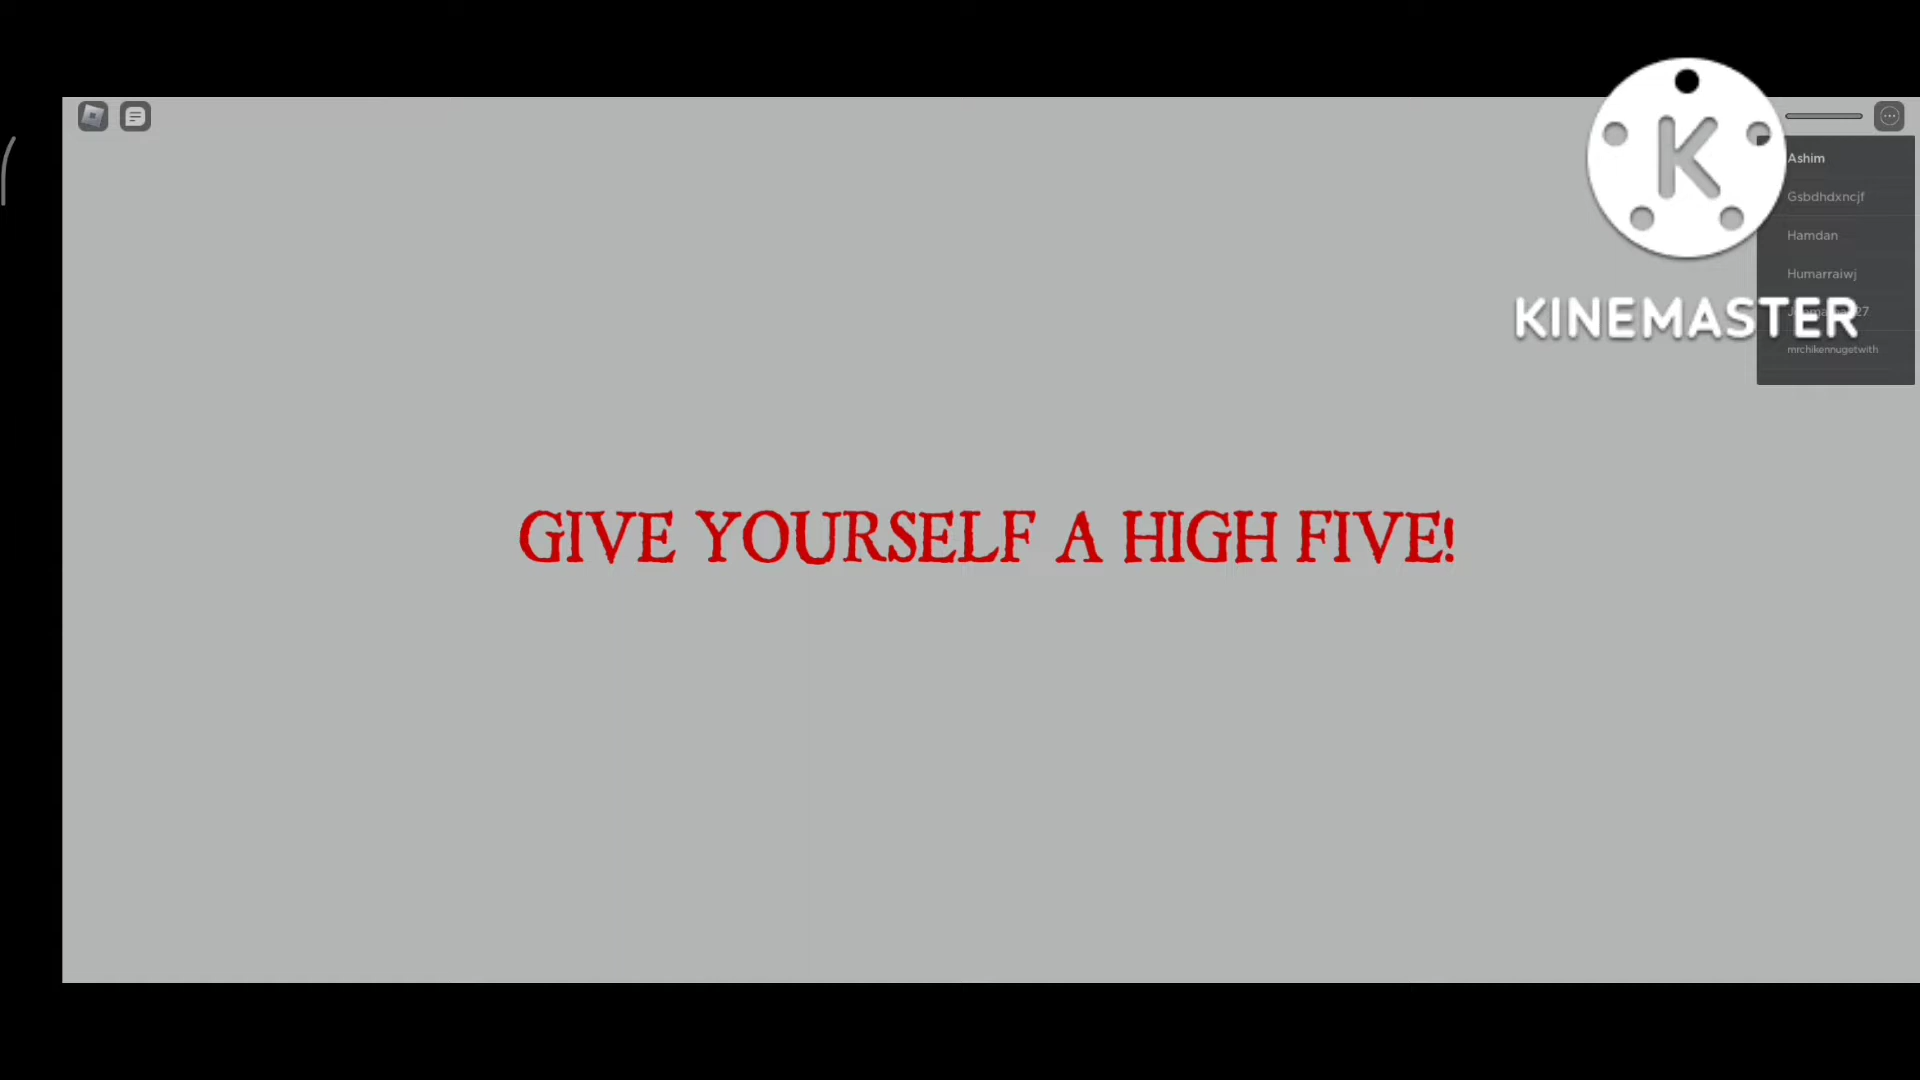 Ashim
Gsbdhdxncjf
Hamdan
Humarraiwj
KINEMASTER
mrchikennugetwith
GIVE YOURSELF A HIGH FIVE!